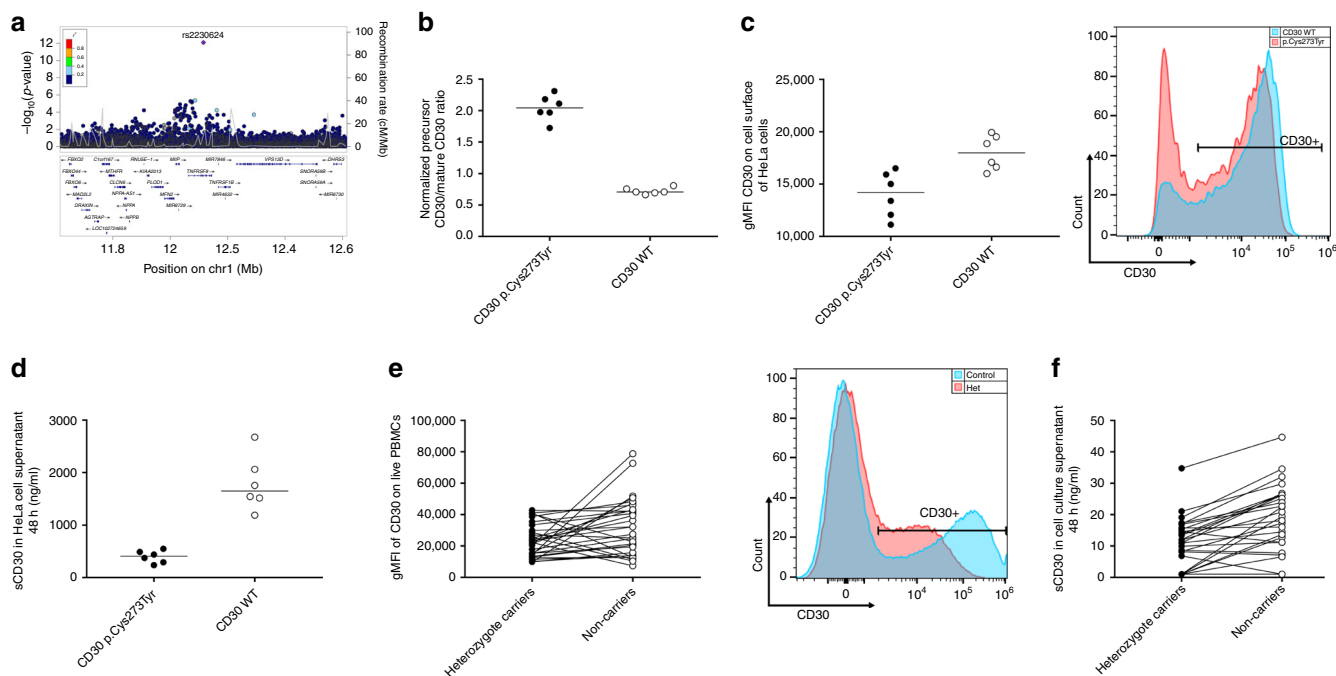 a
rs2230624
r
0.8
0.6
0.4
0.2
12
10
8
6
4
2
0
–log10(p-value)
100
80
60
40
20
0
Recombination rate (cM/Mb)
FBXO2
C1orf167
RNU5E–1
MIIP
MIR7846
VPS13D
DHRS3
FBXO44
MTHFR
KIAA2013
TNFRSF8
SNORA59B
FBXO6
CLCN6
PLOD1
TNFRSF1B
SNORA59A
MAD2L2
NPPA-AS1
MFN2
MIR4632
MIR6730
DRAXIN
NPPA
MIR6729
AGTRAP
NPPB
LOC102724659
11.8
12
12.5
12.4
12.6
Position on chr1 (Mb)
b
Normalized precursor
CD30/mature CD30 ratio
2.5
2.0
1.5
1.0
0.5
0.0
CD30 p.Cys273Tyr
CD30 WT
c
gMFI CD30 on cell surface
of HeLa cells
25,000
20,000
15,000
10,000
CD30 p.Cys273Tyr
CD30 WT
CD30 WT
p.Cys273Tyr
100
80
60
40
20
0
Count
CD30+
0
10^4
10^5
10^6
CD30
d
sCD30 in HeLa cell supernatant
48 h (ng/ml)
3000
2000
1000
0
CD30 p.Cys273Tyr
CD30 WT
e
gMFI of CD30 on live PBMCs
100,000
80,000
60,000
40,000
20,000
0
Heterozygote carriers
Non-carriers
Control
Het
100
80
60
40
20
0
Count
CD30+
0
10^4
10^5
10^6
CD30
f
sCD30 in cell culture supernatant
48 h (ng/ml)
50
40
30
20
10
0
Heterozygote carriers
Non-carriers